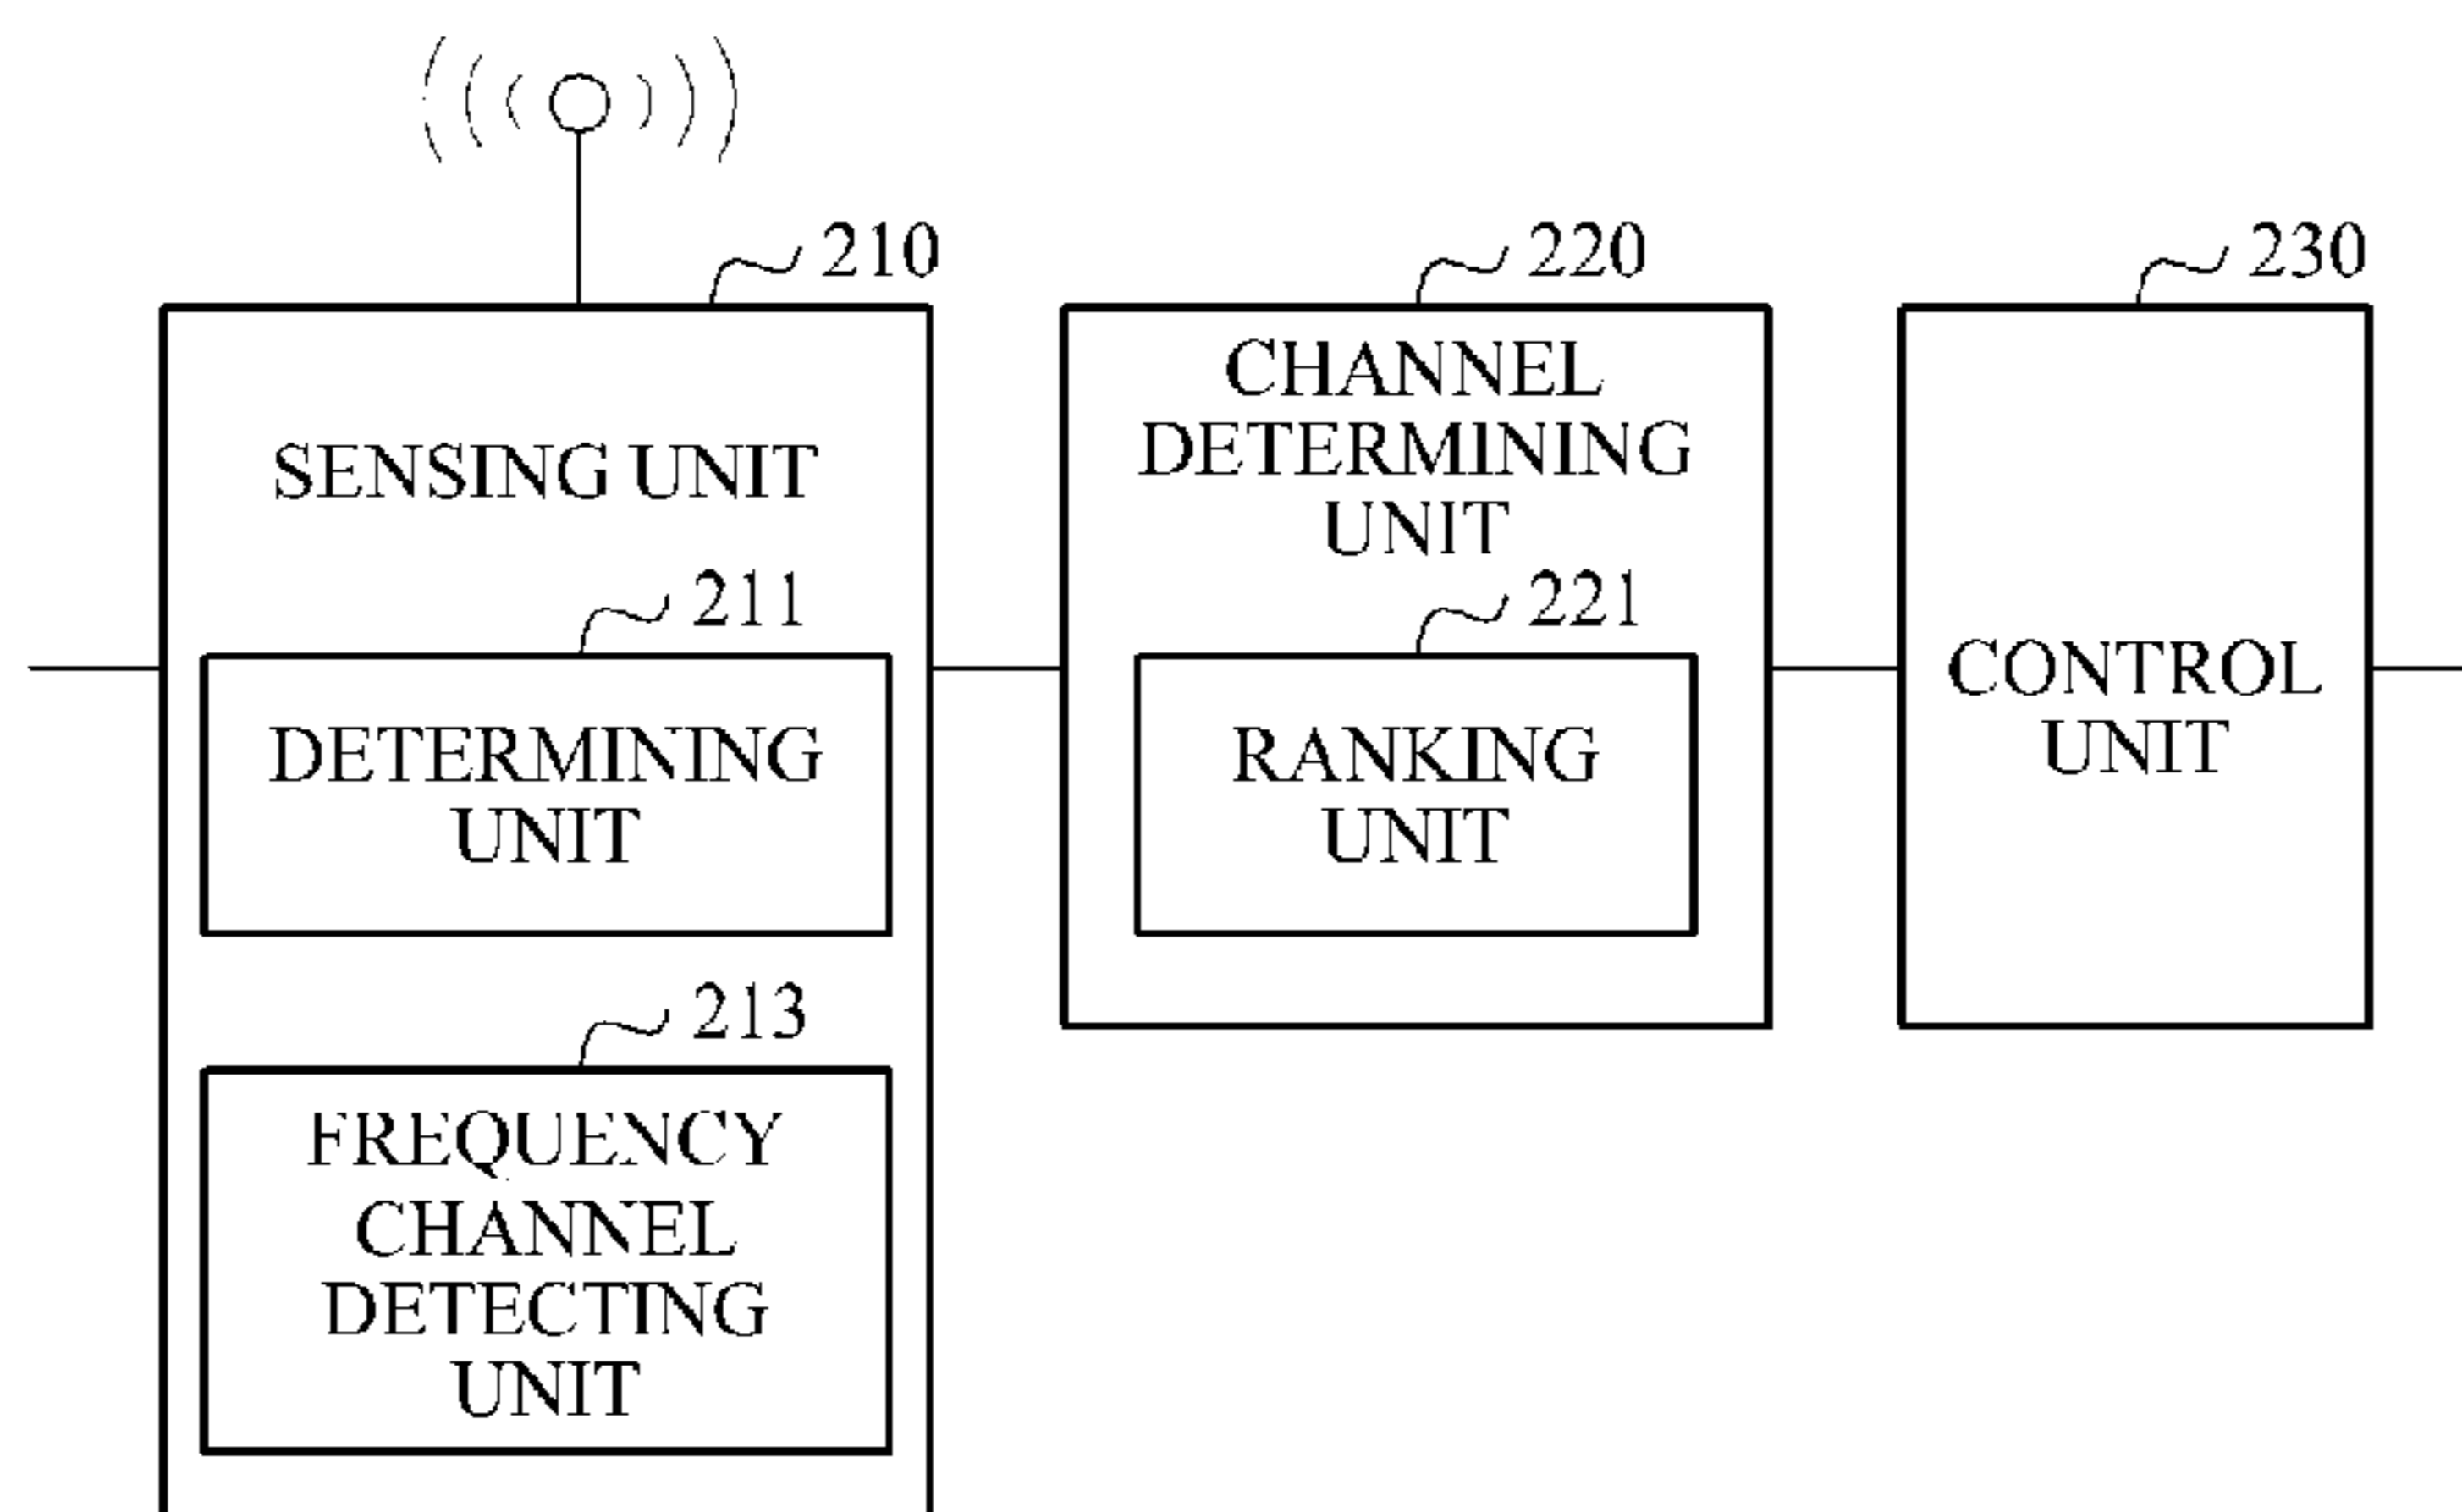 210
SENSING UNIT
211
DETERMINING
UNIT
213
FREQUENCY
CHANNEL
DETECTING
UNIT
220
CHANNEL
DETERMINING
UNIT
221
RANKING
UNIT
230
CONTROL
UNIT